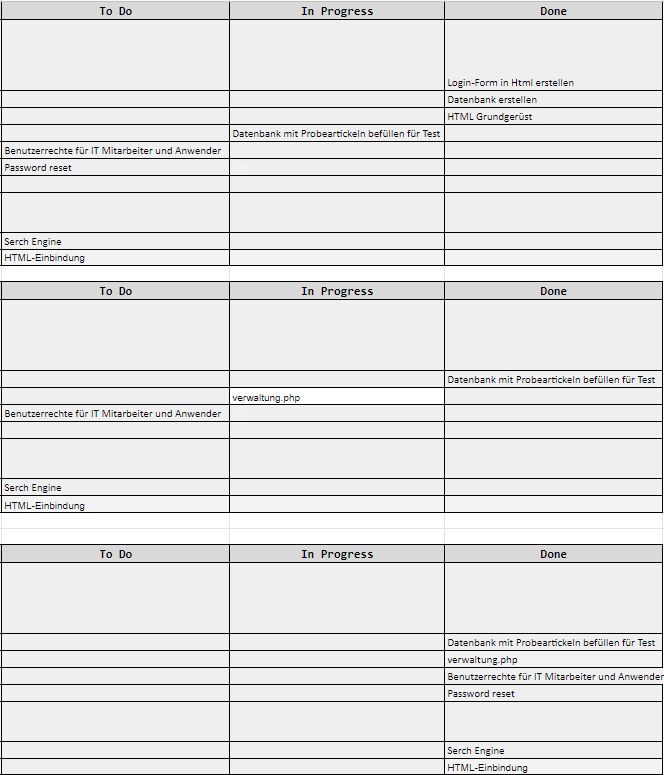 To Do In Progress Done
Login-Form in Html erstellen
Datenbank erstellen
HTML Grundgerüst
Datenbank mit Probeartickeln befüllen für Test
Benutzerrechte für IT Mitarbeiter und Anwender
Password reset
Serch Engine
HTML-Einbindung
To Do In Progress Done
Datenbank mit Probeartickeln befüllen für Test
verwaltung.php
Benutzerrechte für IT Mitarbeiter und Anwender
Serch Engine
HTML-Einbindung
To Do In Progress Done
Datenbank mit Probeartickeln befüllen für Test
verwaltung.php
Benutzerrechte für IT Mitarbeiter und Anwender
Password reset
Serch Engine
HTML-Einbindung